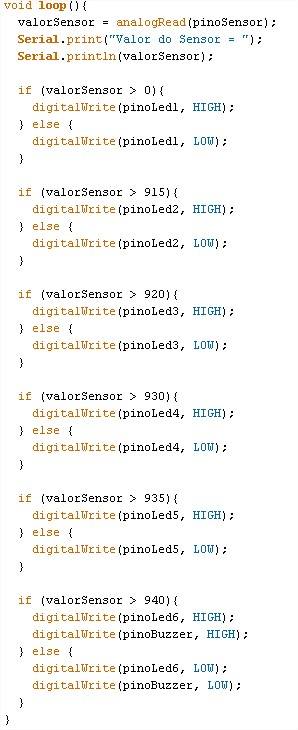 void loop(){
  valorSensor = analogRead(pinoSensor);
  Serial.print("Valor do Sensor = ");
  Serial.println(valorSensor);

  if (valorSensor > 0){
    digitalWrite(pinoLed1, HIGH);
  } else {
    digitalWrite(pinoLed1, LOW);
  }

  if (valorSensor > 915){
    digitalWrite(pinoLed2, HIGH);
  } else {
    digitalWrite(pinoLed2, LOW);
  }

  if (valorSensor > 920){
    digitalWrite(pinoLed3, HIGH);
  } else {
    digitalWrite(pinoLed3, LOW);
  }

  if (valorSensor > 930){
    digitalWrite(pinoLed4, HIGH);
  } else {
    digitalWrite(pinoLed4, LOW);
  }

  if (valorSensor > 935){
    digitalWrite(pinoLed5, HIGH);
  } else {
    digitalWrite(pinoLed5, LOW);
  }

  if (valorSensor > 940){
    digitalWrite(pinoLed6, HIGH);
    digitalWrite(pinoBuzzer, HIGH);
  } else {
    digitalWrite(pinoLed6, LOW);
    digitalWrite(pinoBuzzer, LOW);
  }
}